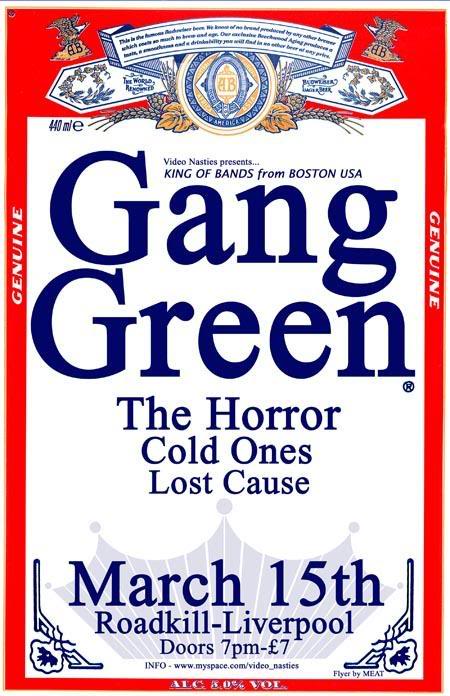 This is the famous Budweiser beer. We know of no brand produced by any other brewer
which costs so much to brew and age. Our exclusive Beechwood Aging produces a
taste, a smoothness and a drinkability you will find in no other beer at any price.
THE WORLD
RENOWNED
AB
AMERICA
BUDWEISER
LAGER BEER
440 ml e
Video Nasties presents...
KING OF BANDS from BOSTON USA
Gang
Green®
GENUINE
GENUINE
The Horror
Cold Ones
Lost Cause
March 15th
Roadkill-Liverpool
Doors 7pm-£7
INFO - www.myspace.com/video_nasties
Flyer by MEAT
ALC 5.0% VOL